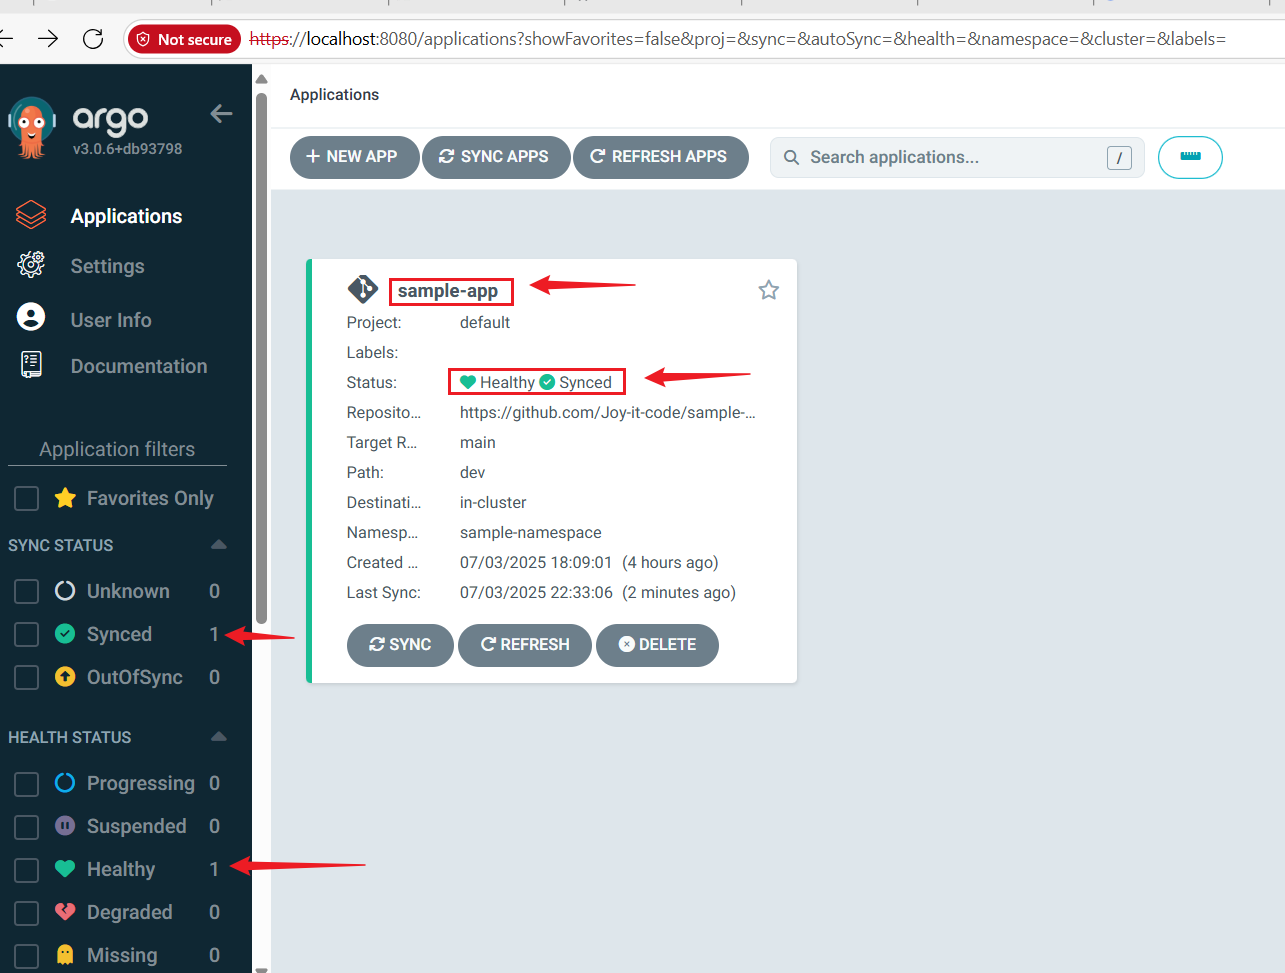 Not secure https://localhost:8080/applications?showFavorites=false&proj=&sync=&autoSync=&health=&namespace=&cluster=&labels=
argo
v3.0.6+db93798
Applications
Settings
User Info
Documentation
Application filters
Favorites Only
SYNC STATUS
Unknown 0
Synced 1
OutOfSync 0
HEALTH STATUS
Progressing 0
Suspended 0
Healthy 1
Degraded 0
Missing 0
Applications
+ NEW APP SYNC APPS REFRESH APPS Search applications... /
sample-app
Project: default
Labels:
Status: Healthy Synced
Reposito... https://github.com/Joy-it-code/sample-...
Target R... main
Path: dev
Destinati... in-cluster
Namesp... sample-namespace
Created ... 07/03/2025 18:09:01 (4 hours ago)
Last Sync: 07/03/2025 22:33:06 (2 minutes ago)
SYNC REFRESH DELETE